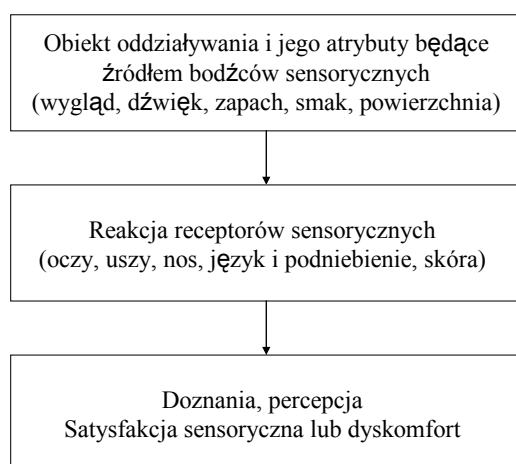 Obiekt oddziaływania i jego atrybuty będące
źródłem bodźców sensorycznych
(wygląd, dźwięk, zapach, smak, powierzchnia)
Reakcja receptorów sensorycznych
(oczy, uszy, nos, język i podniebienie, skóra)
Doznania, percepcja
Satysfakcja sensoryczna lub dyskomfort